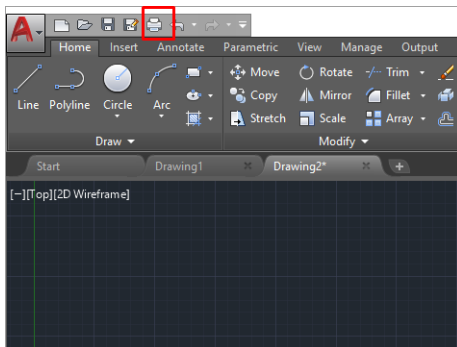 A
Home Insert Annotate Parametric View Manage Output
Line Polyline Circle Arc
Move Rotate Trim
Copy Mirror Fillet
Stretch Scale Array
Draw Modify
Start Drawing1 Drawing2*
[−][Top][2D Wireframe]